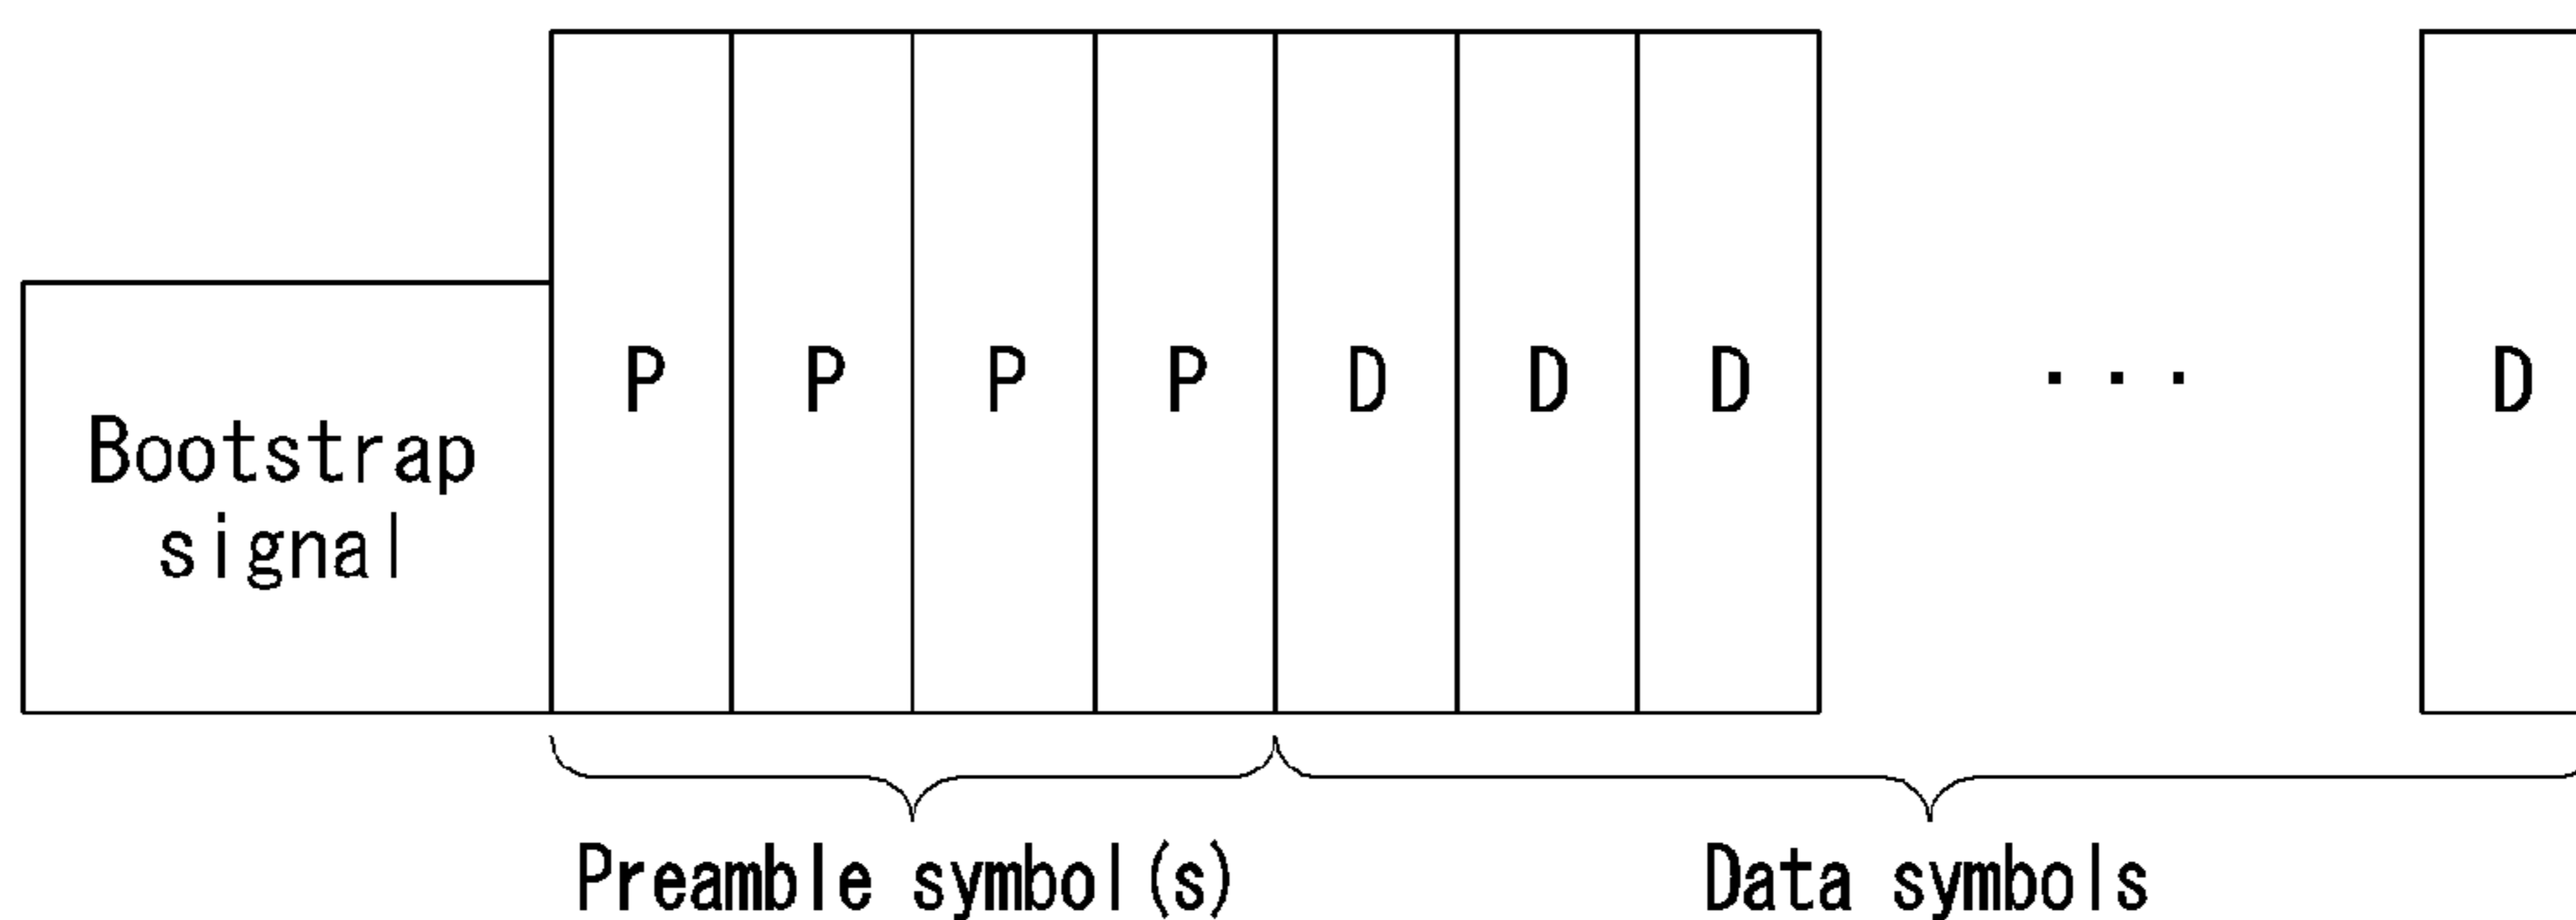 P P P P D D D ... D
Bootstrap
signal
Preamble symbol(s)
Data symbols